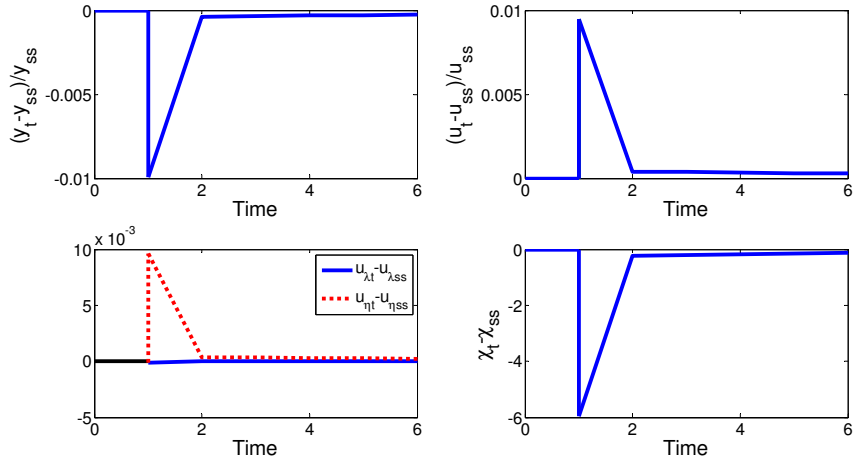 0
-0.005
-0.01
(y_t-y_ss)/y_ss
0 2 4 6
Time
0.01
0.005
0
(u_t-u_ss)/u_ss
0 2 4 6
Time
x 10^-3
10
5
0
-5
u_λt-u_λss
u_ηt-u_ηss
0 2 4 6
Time
0
-2
-4
-6
χ_t-χ_ss
0 2 4 6
Time